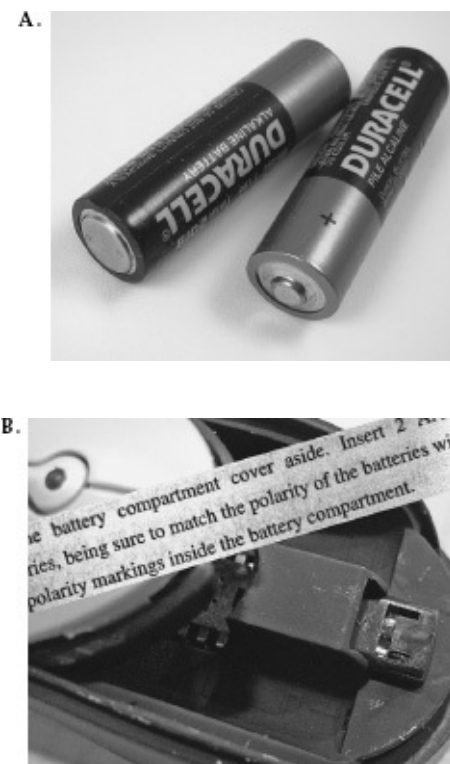 A.
DURACELL®
ALKALINE BATTERY
DURACELL®
PILE ALCALINE
+
B.
battery compartment cover aside. Insert 2
being sure to match the polarity of the batteries
polarity markings inside the battery compartment.